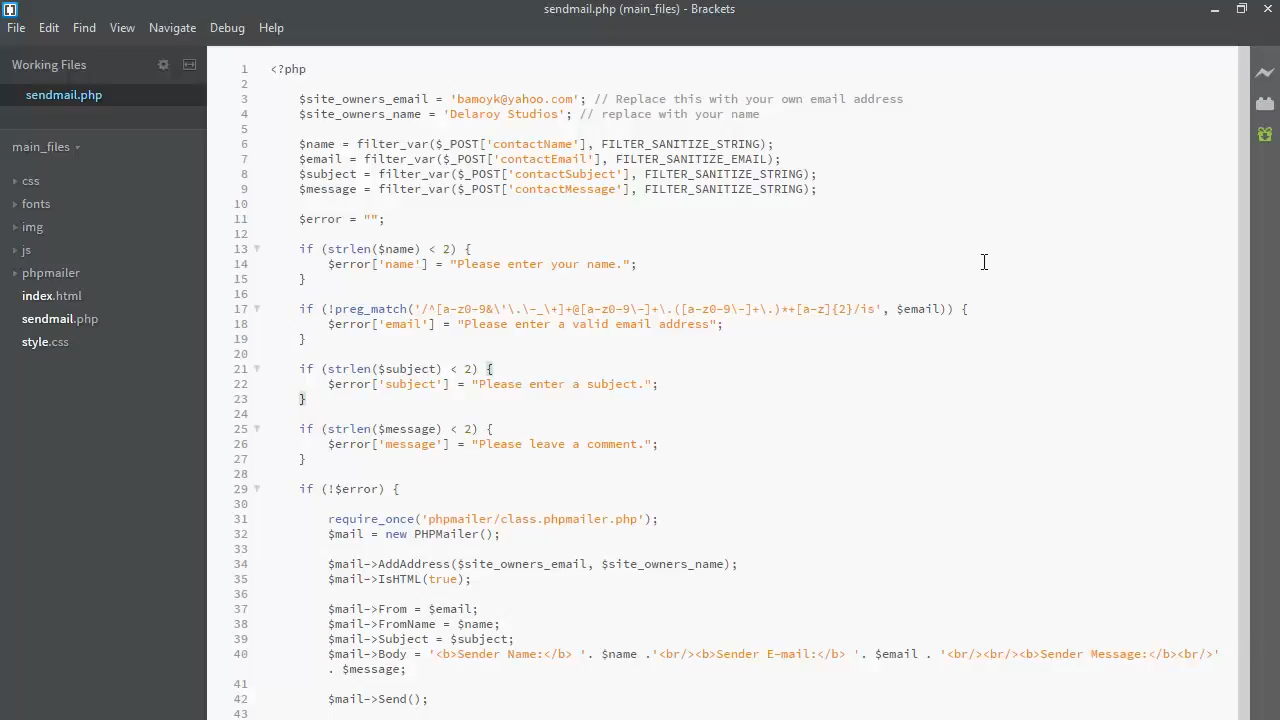 sendmail.php (main_files) - Brackets
File Edit Find View Navigate Debug Help
Working Files
sendmail.php
main_files
css
fonts
img
js
phpmailer
index.html
sendmail.php
style.css
1 <?php
2
3 $site_owners_email = 'bamoyk@yahoo.com'; // Replace this with your own email address
4 $site_owners_name = 'Delaroy Studios'; // replace with your name
5
6 $name = filter_var($_POST['contactName'], FILTER_SANITIZE_STRING);
7 $email = filter_var($_POST['contactEmail'], FILTER_SANITIZE_EMAIL);
8 $subject = filter_var($_POST['contactSubject'], FILTER_SANITIZE_STRING);
9 $message = filter_var($_POST['contactMessage'], FILTER_SANITIZE_STRING);
10
11 $error = "";
12
13 if (strlen($name) < 2) {
14 $error['name'] = "Please enter your name.";
15 }
16
17 if (!preg_match('/^[a-z0-9&\'\.\-_\+]+@[a-z0-9\-]+\.([a-z0-9\-]+\.)*+[a-z]{2}/is', $email)) {
18 $error['email'] = "Please enter a valid email address";
19 }
20
21 if (strlen($subject) < 2) {
22 $error['subject'] = "Please enter a subject.";
23 }
24
25 if (strlen($message) < 2) {
26 $error['message'] = "Please leave a comment.";
27 }
28
29 if (!$error) {
30
31 require_once('phpmailer/class.phpmailer.php');
32 $mail = new PHPMailer();
33
34 $mail->AddAddress($site_owners_email, $site_owners_name);
35 $mail->IsHTML(true);
36
37 $mail->From = $email;
38 $mail->FromName = $name;
39 $mail->Subject = $subject;
40 $mail->Body = '<b>Sender Name:</b> '. $name .'<br/><b>Sender E-mail:</b> '. $email . '<br/><br/><b>Sender Message:</b><br/>'
. $message;
41
42 $mail->Send();
43